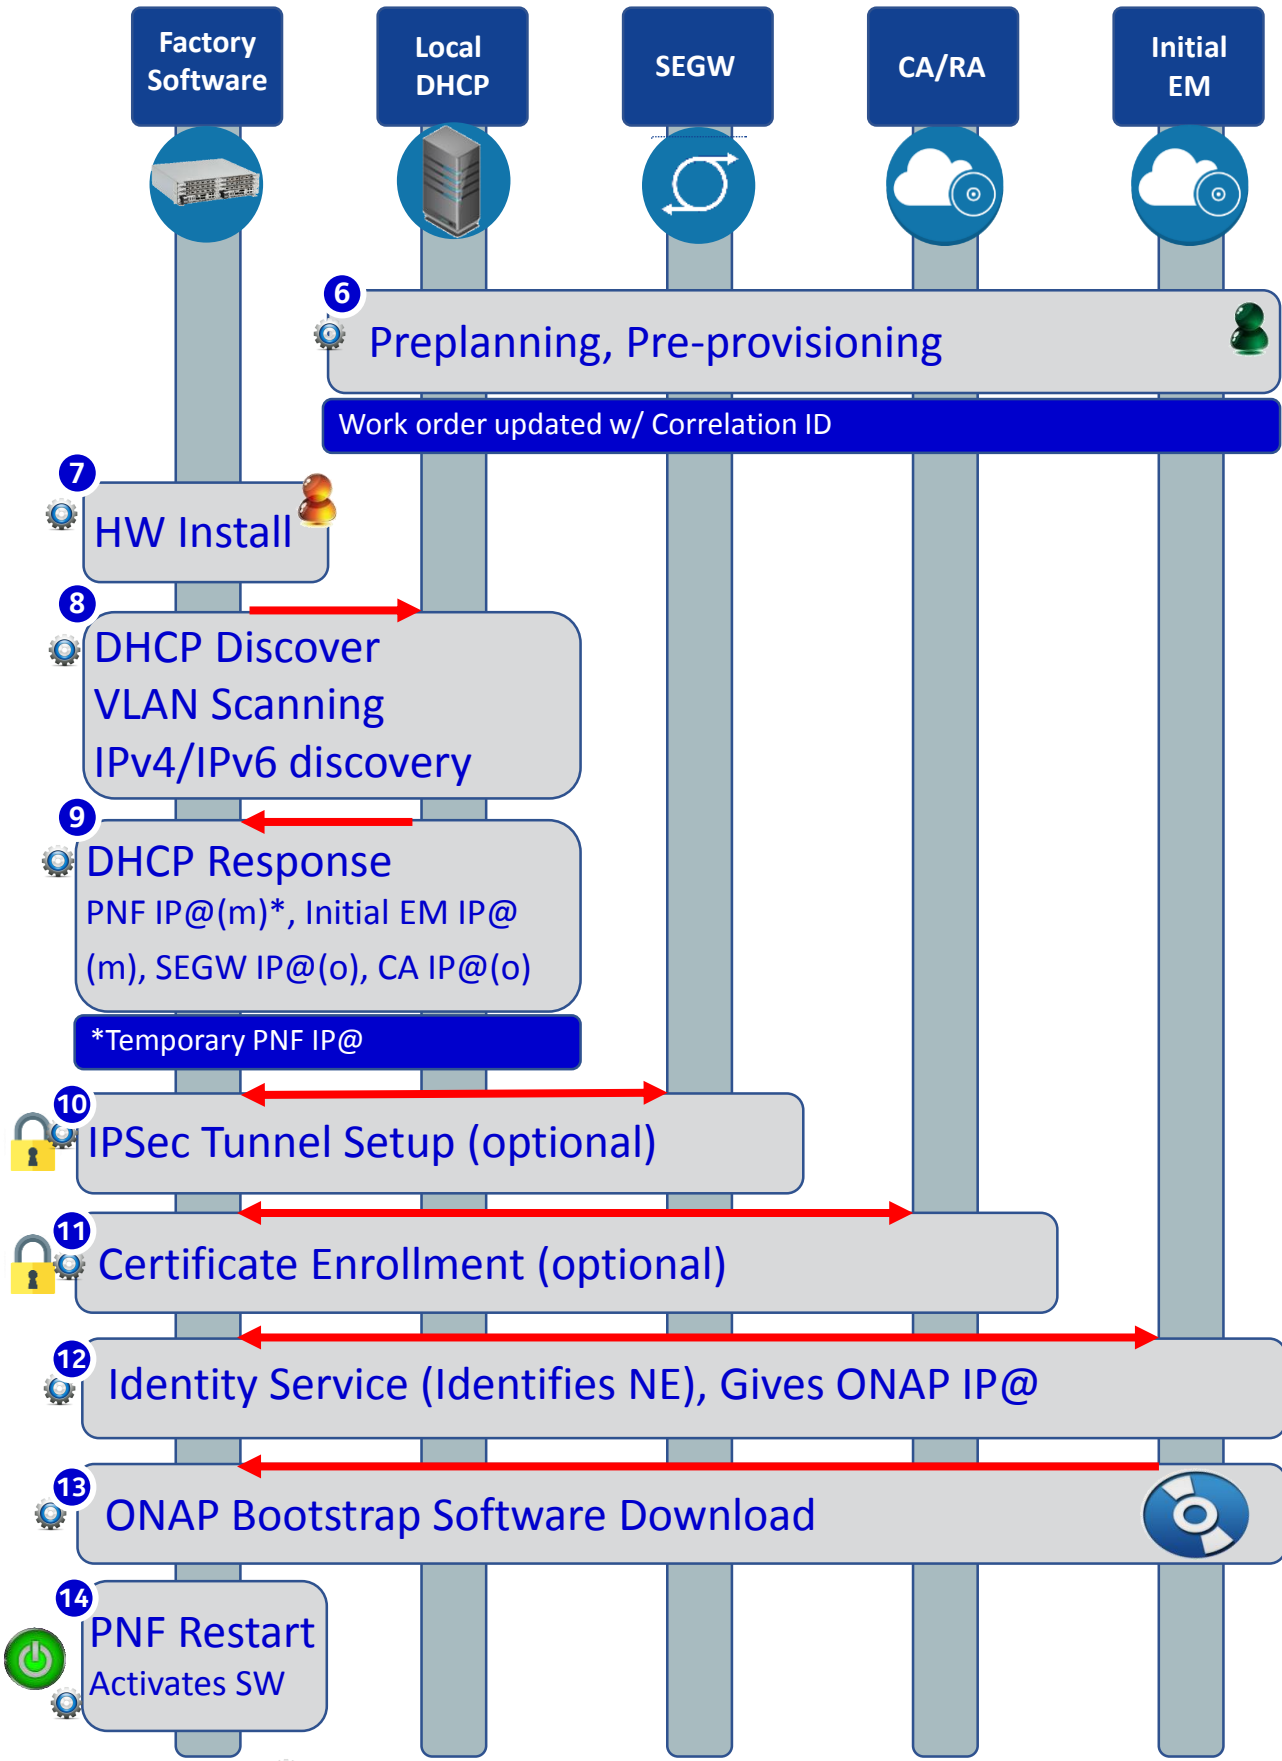 Factory
Software
Local
DHCP
SEGW
CA/RA
Initial
EM
6
Preplanning, Pre-provisioning
Work order updated w/ Correlation ID
7
HW Install
8
DHCP Discover
VLAN Scanning
IPv4/IPv6 discovery
9
DHCP Response
PNF IP@(m)*, Initial EM IP@
(m), SEGW IP@(o), CA IP@(o)
*Temporary PNF IP@
10
IPSec Tunnel Setup (optional)
11
Certificate Enrollment (optional)
12
Identity Service (Identifies NE), Gives ONAP IP@
13
ONAP Bootstrap Software Download
14
PNF Restart
Activates SW